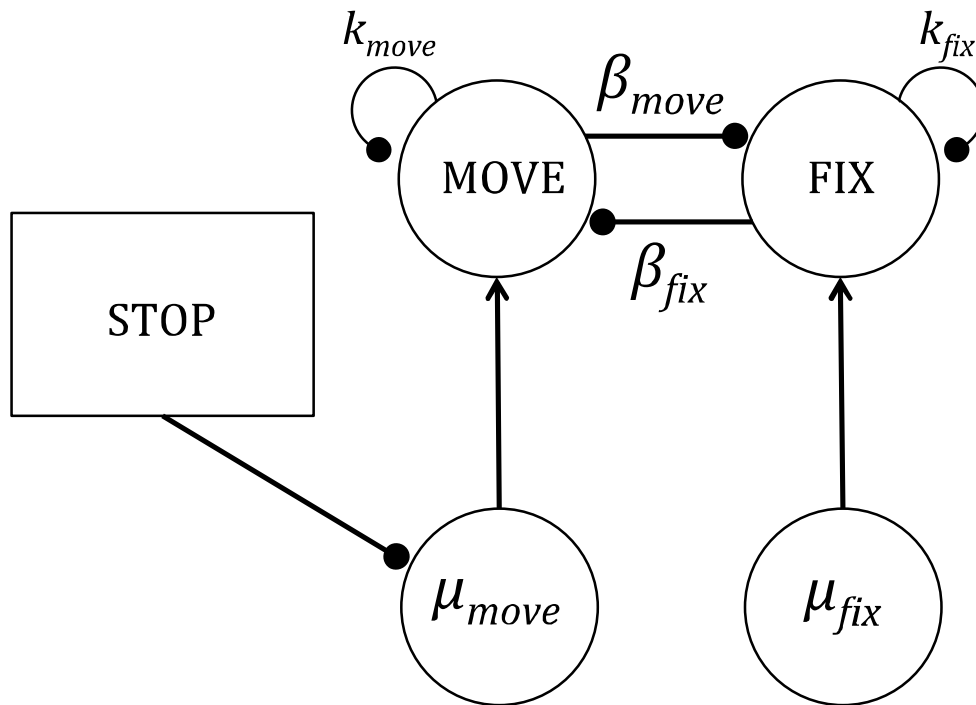 k_move
k_fix
β_move
MOVE
FIX
β_fix
STOP
μ_move
μ_fix